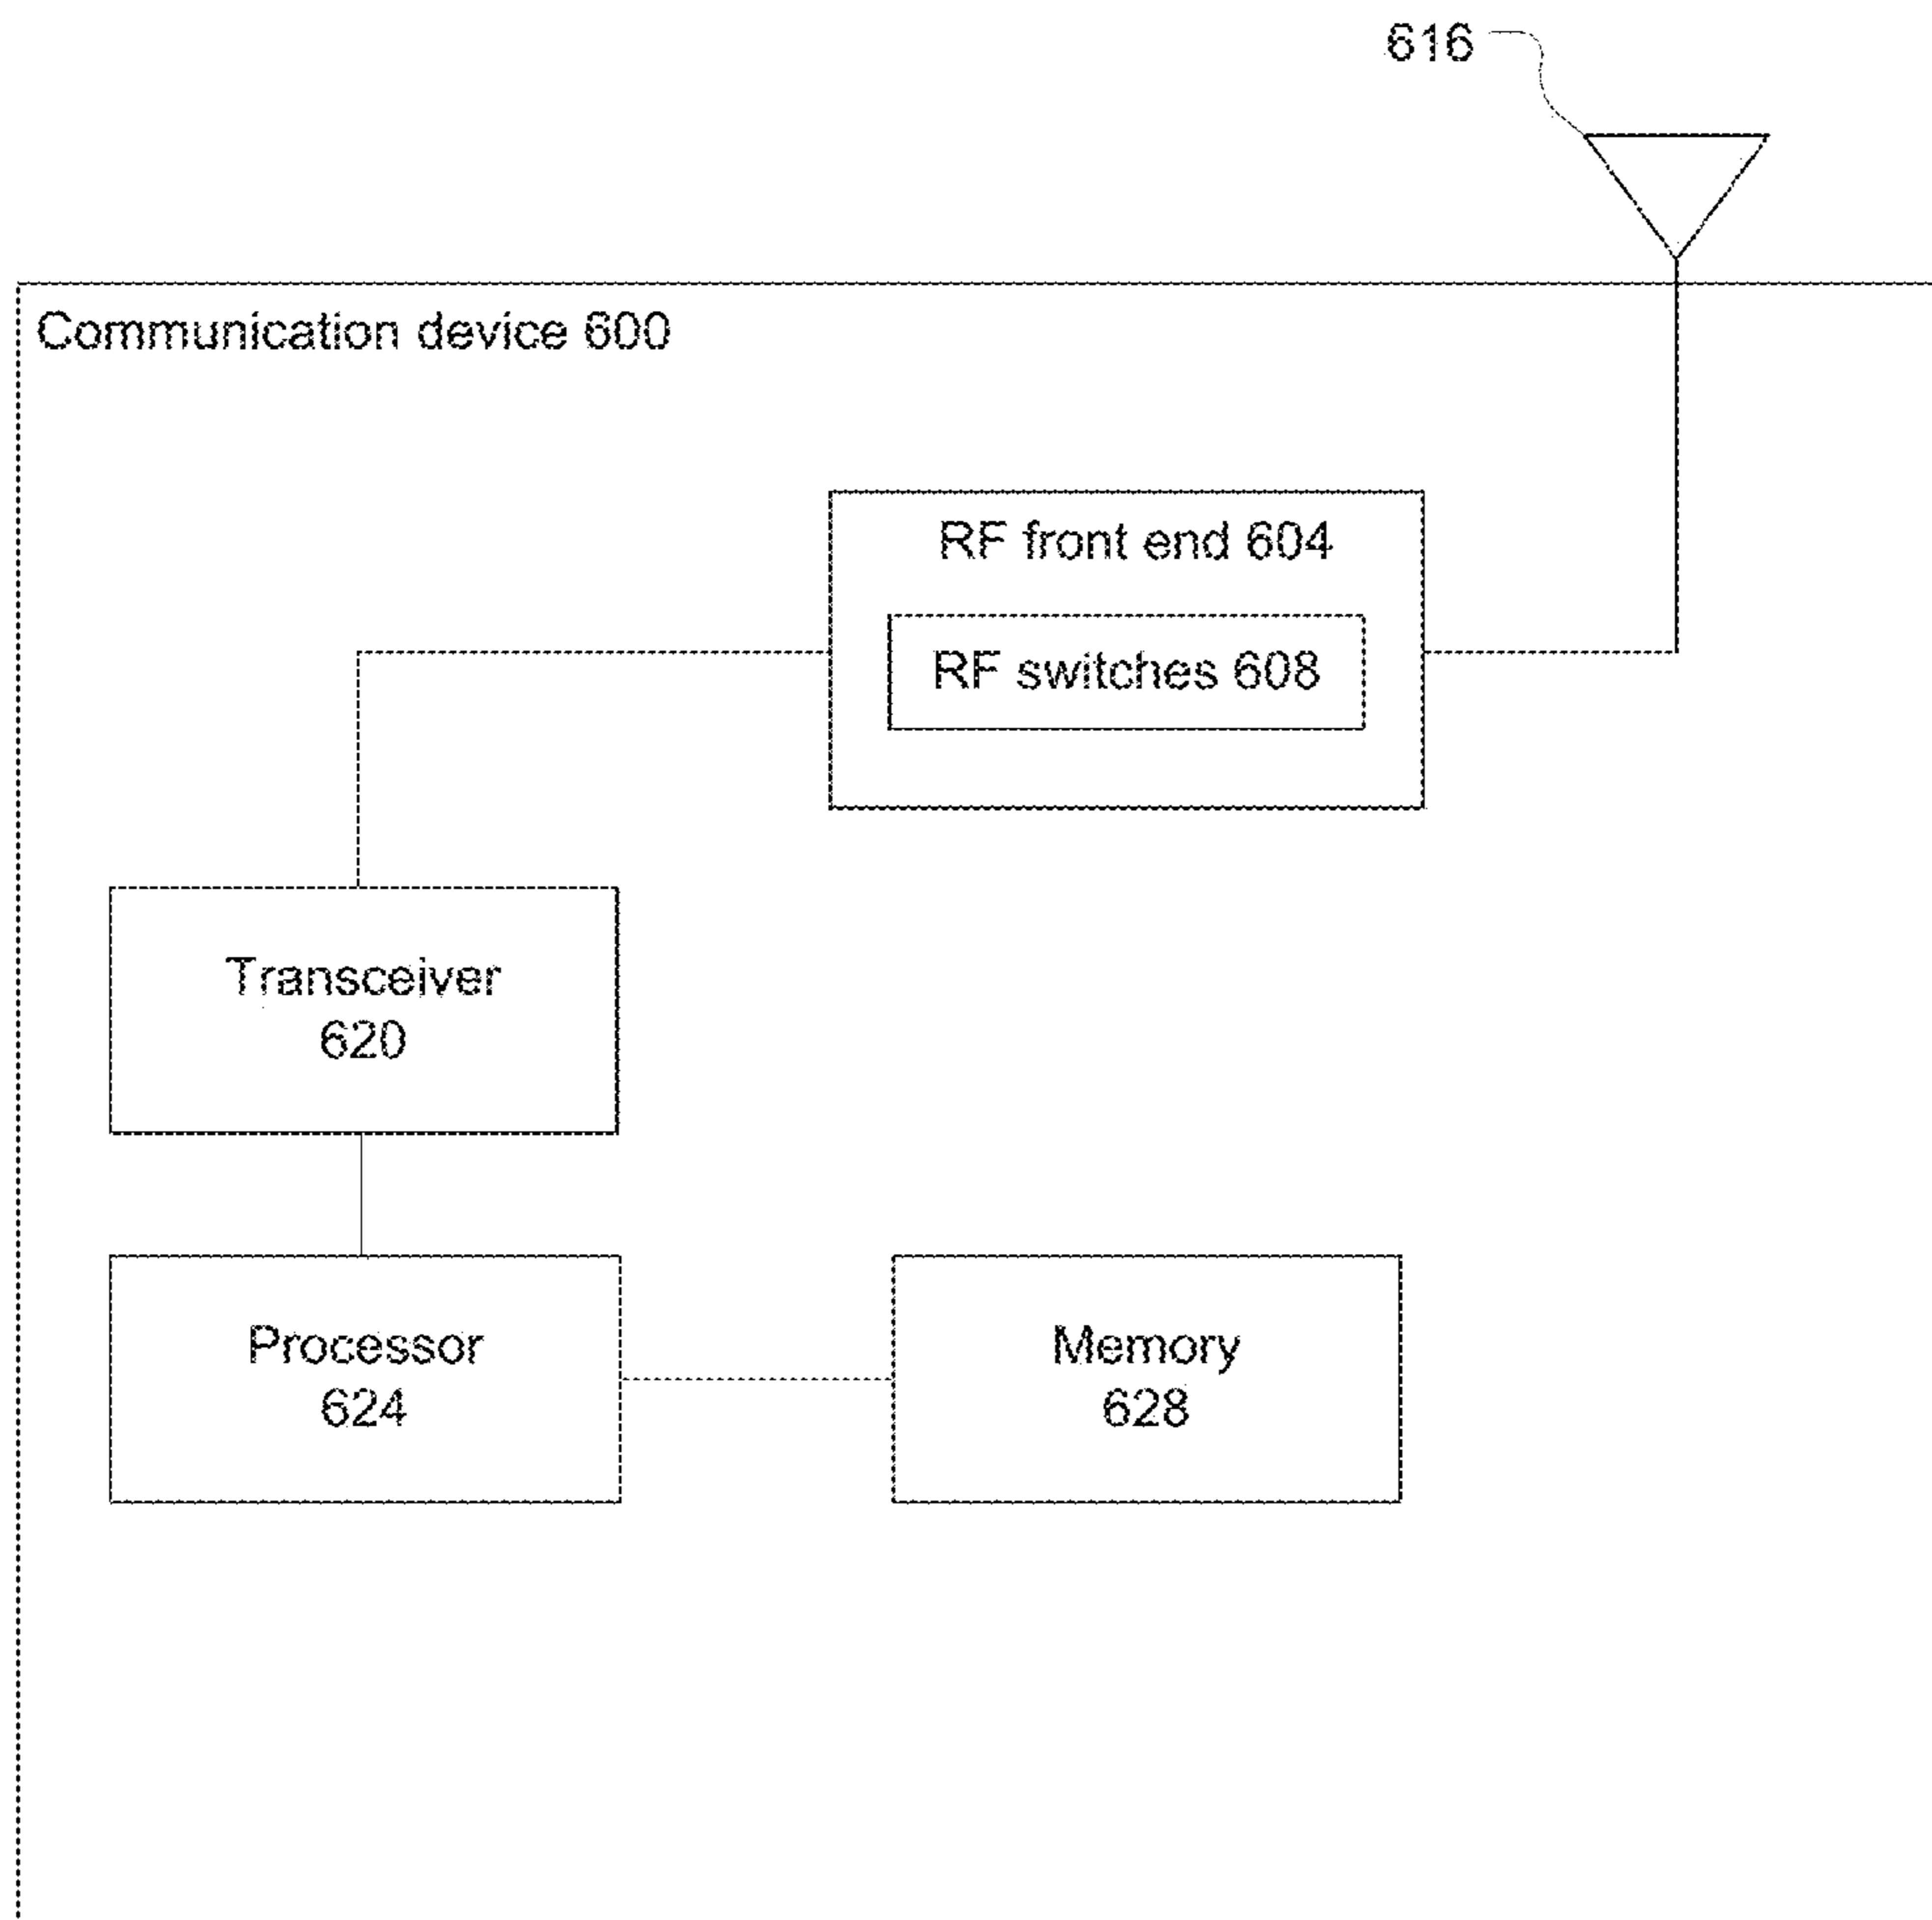 616
Communication device 600
RF front end 604
RF switches 608
Transceiver
620
Processor
624
Memory
628